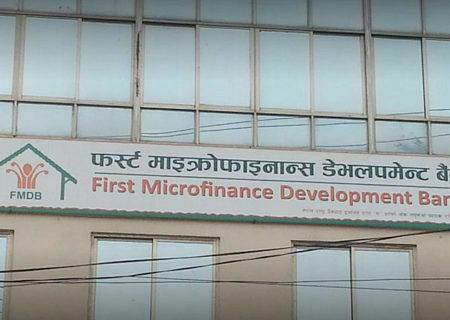 फर्स्ट माइक्रोफाइनान्स डेभलपमेन्ट बैं
FMDB
First Microfinance Development Ban